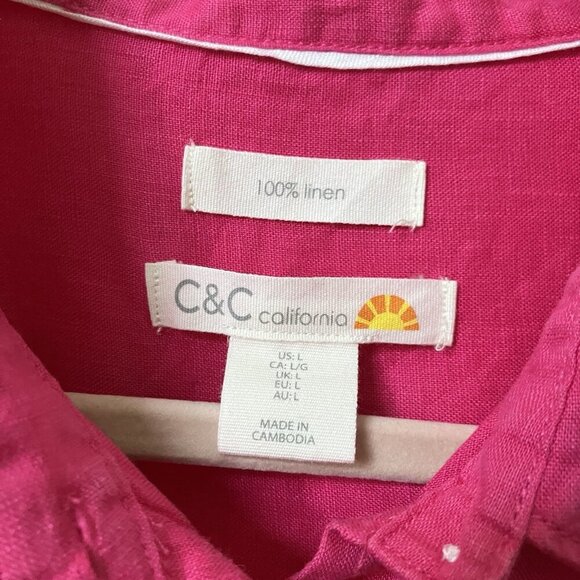 100% linen
C&C california
US: L
CA: L/G
UK: L
EU: L
AU: L
MADE IN
CAMBODIA